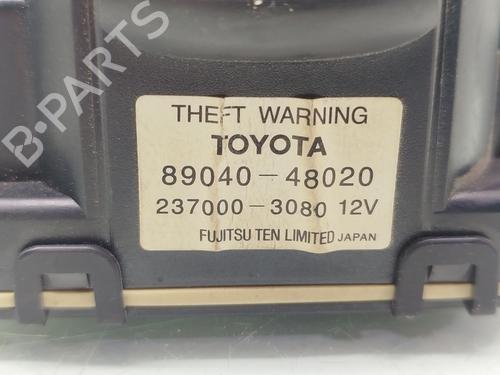 B-PARTS
THEFT WARNING
TOYOTA
89040-48020
237000-3080 12V
FUJITSU TEN LIMITED JAPAN